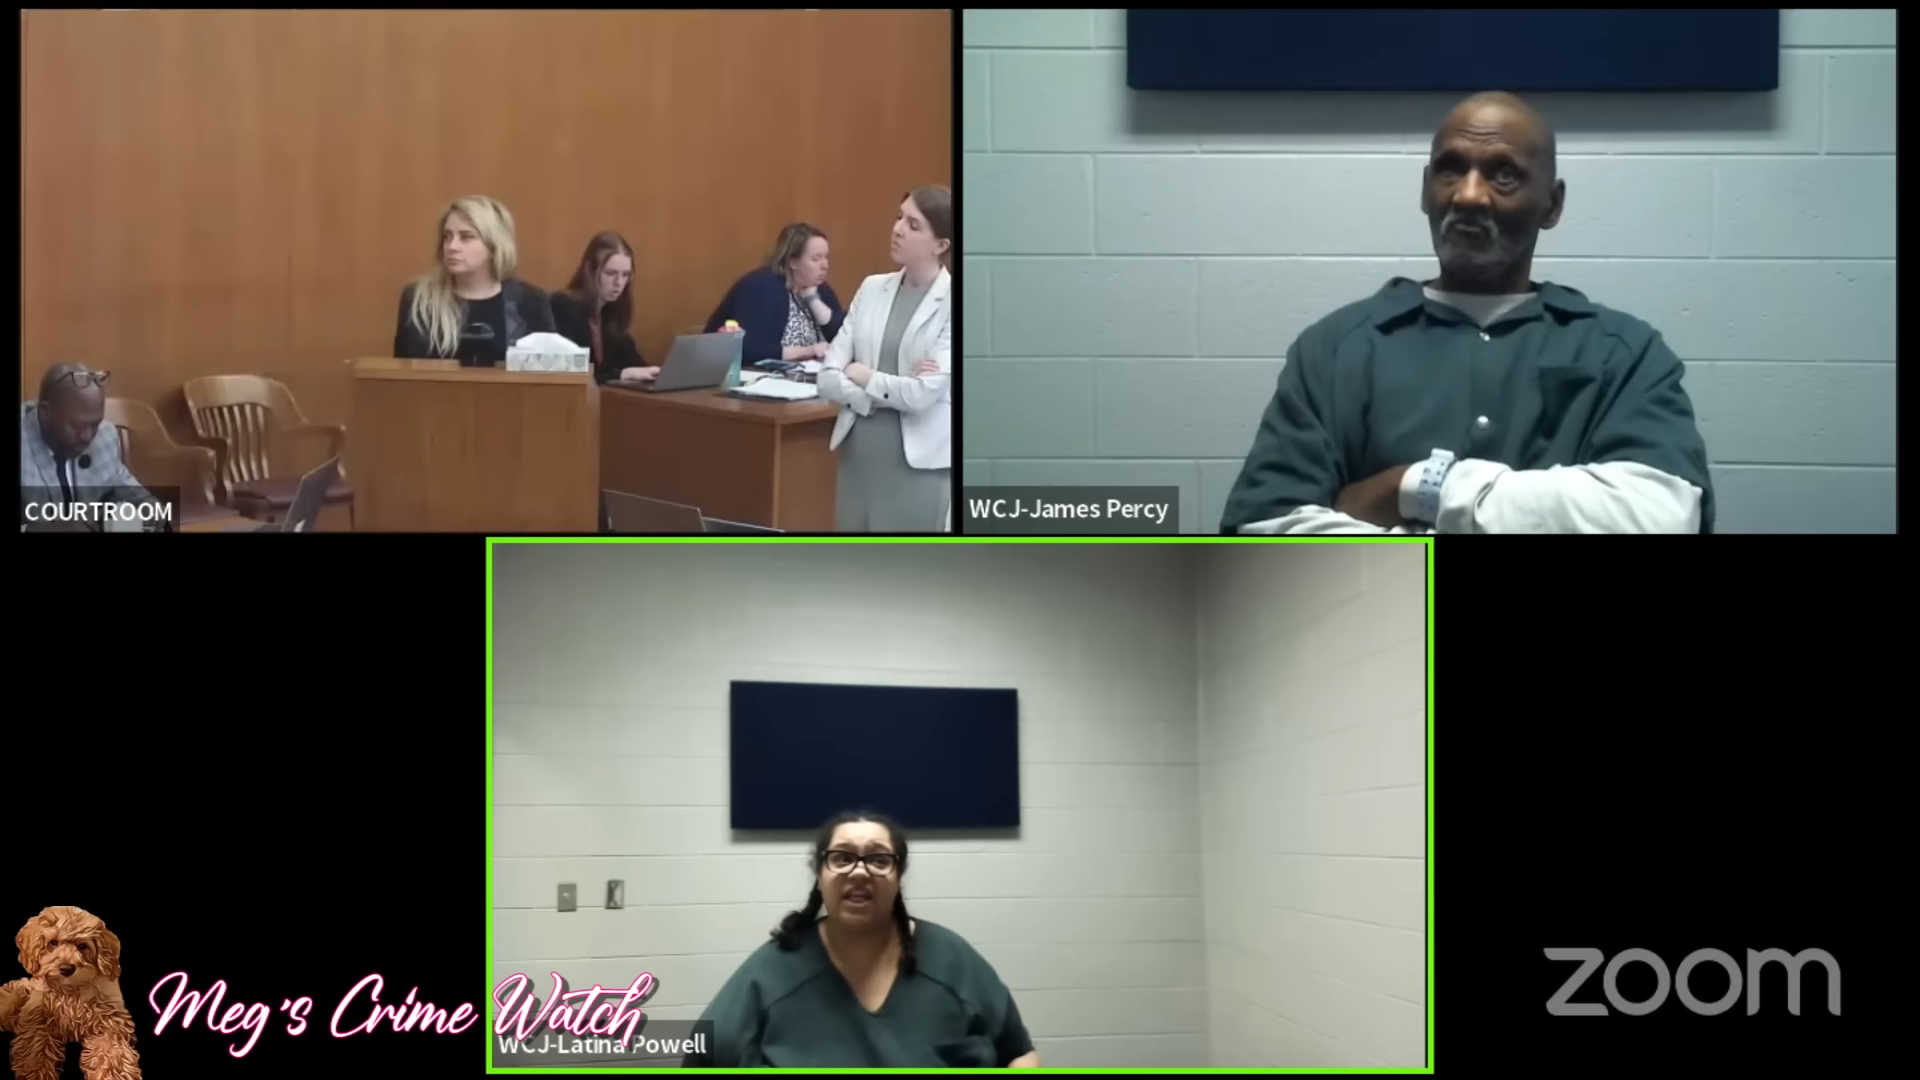 COURTROOM
WCJ-James Percy
Meg's Crime Watch
WCJ-Latina Powell
zoom